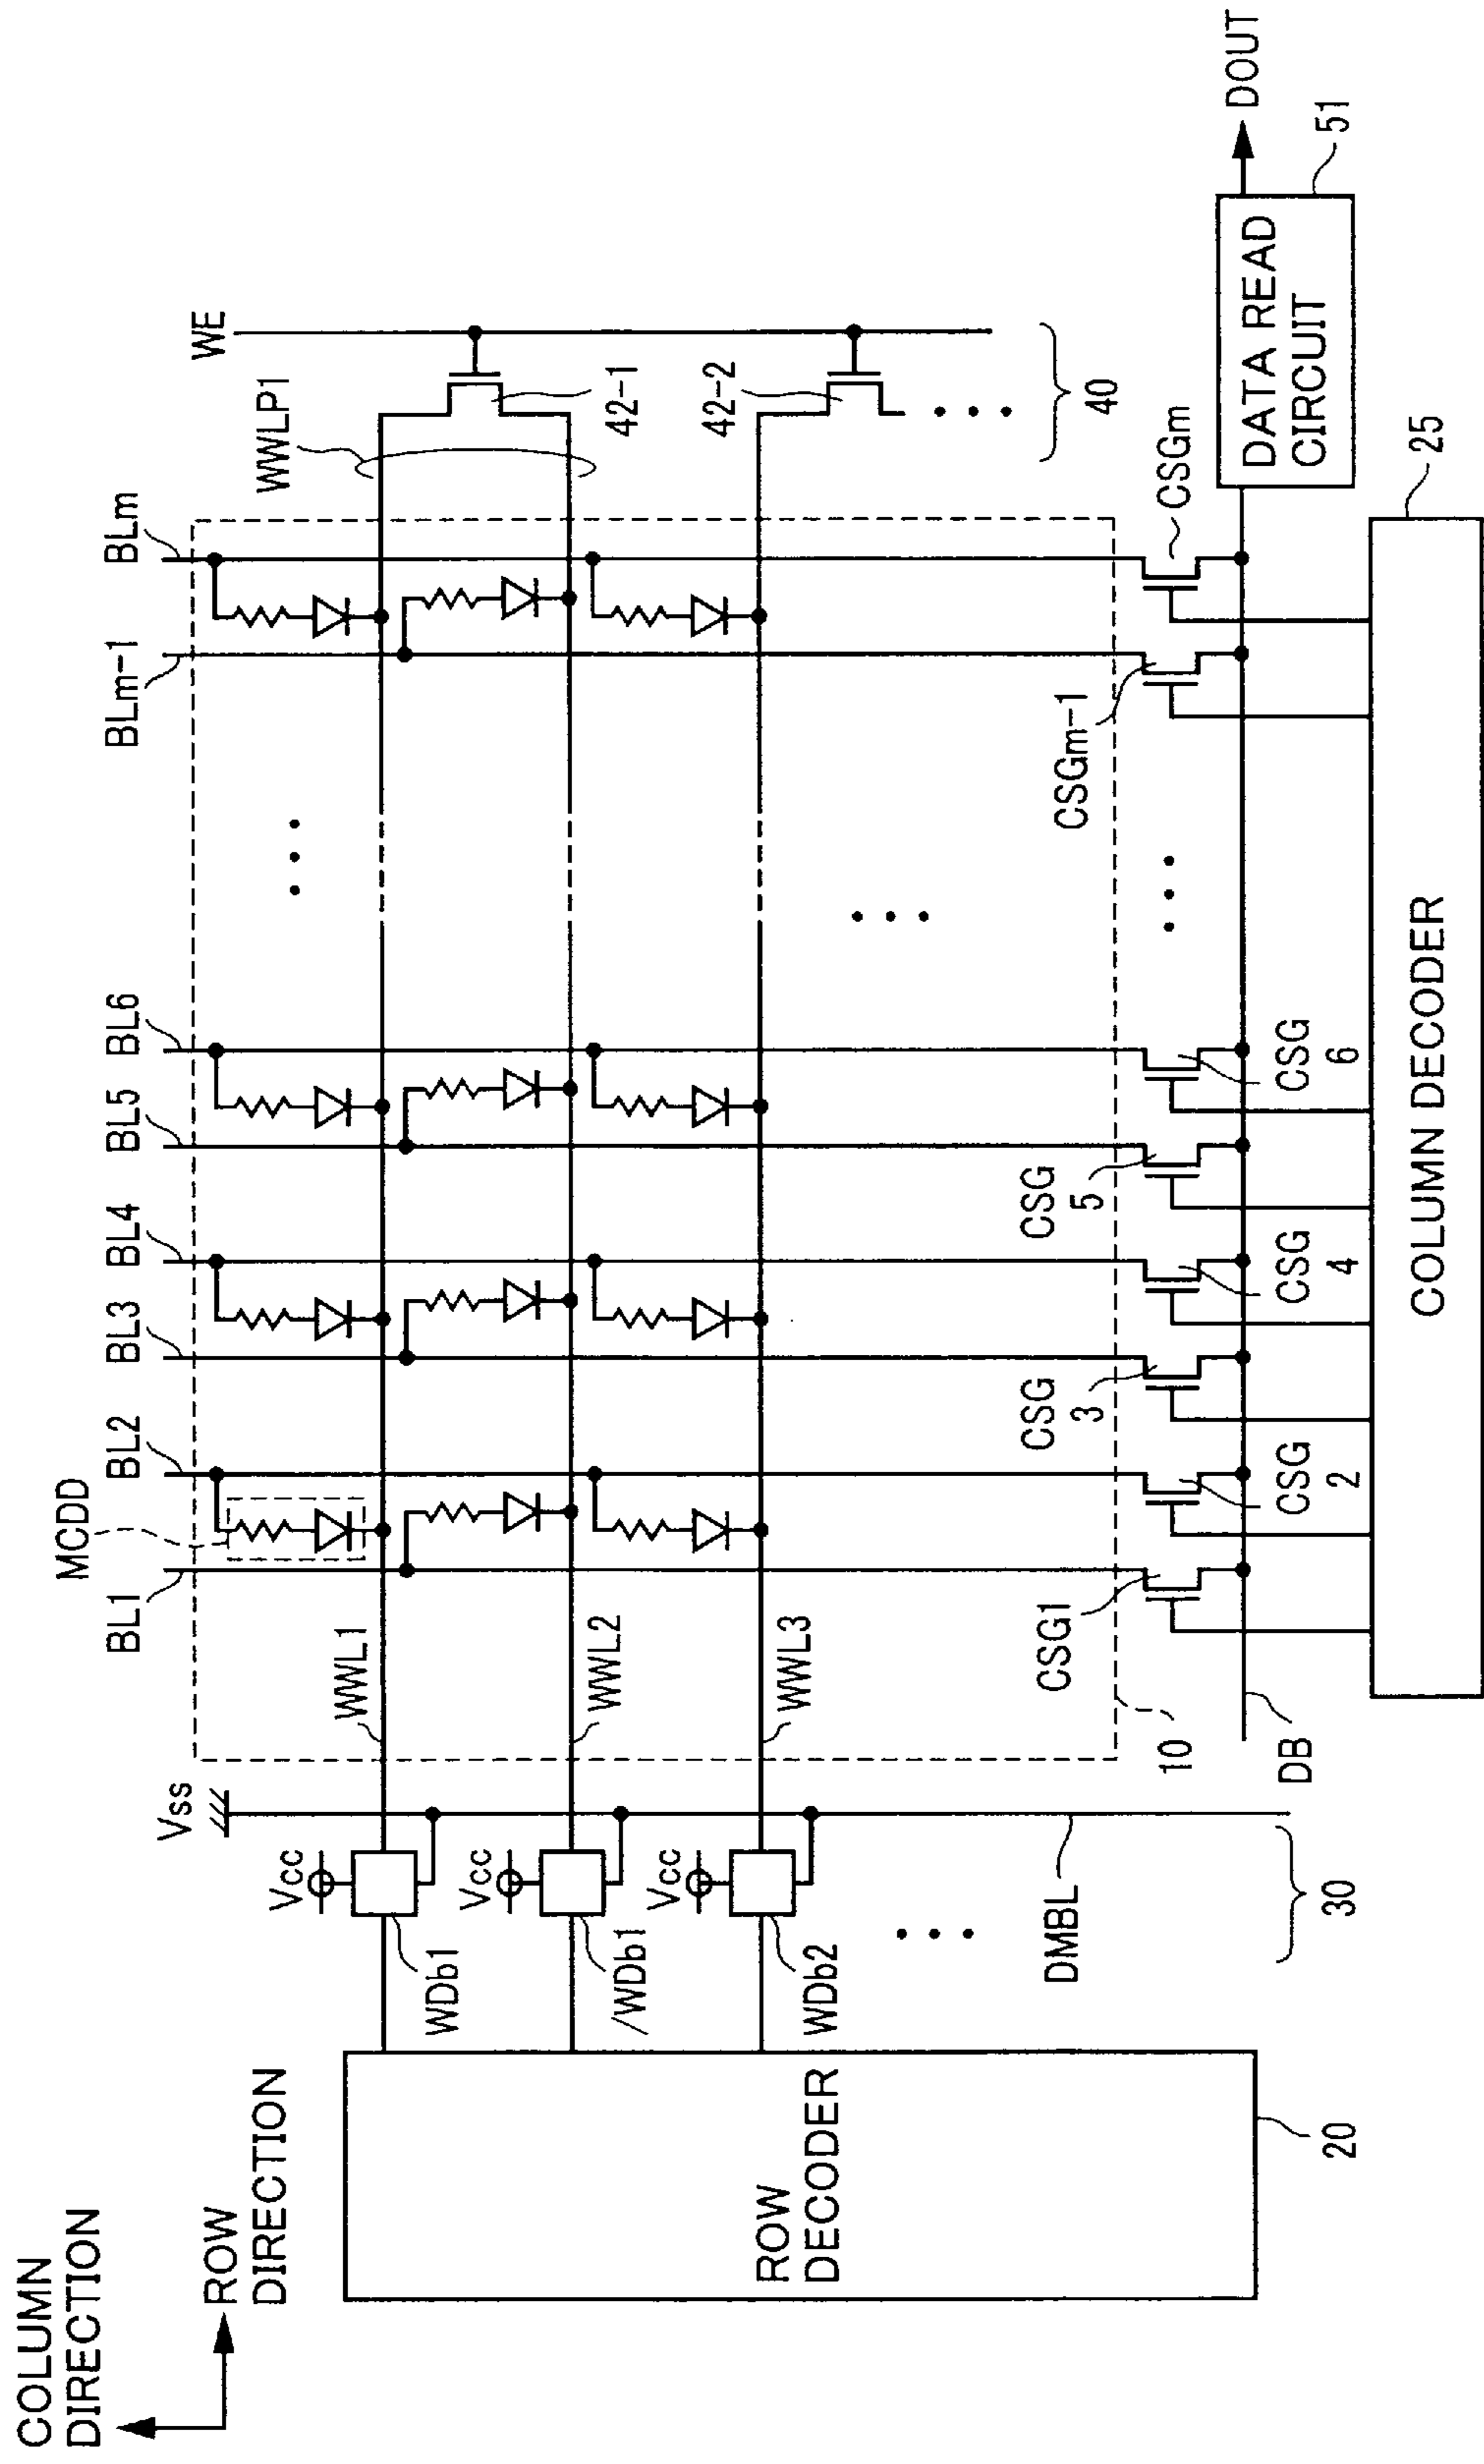 COLUMN
DIRECTION
ROW
DIRECTION
ROW
DECODER
20
Vss
Vcc
Vcc
Vcc
WDb1
/WDb1
WDb2
DMBL
30
MCDD
BL1
BL2
BL3
BL4
BL5
BL6
BLm-1
BLm
WWL1
WWL2
WWL3
WWLP1
WE
42-1
42-2
40
10
DB
CSG1
CSG
2
CSG
3
CSG
4
CSG
5
CSG
6
CSGm-1
CSGm
DATA READ
CIRCUIT
51
DOUT
COLUMN DECODER
25